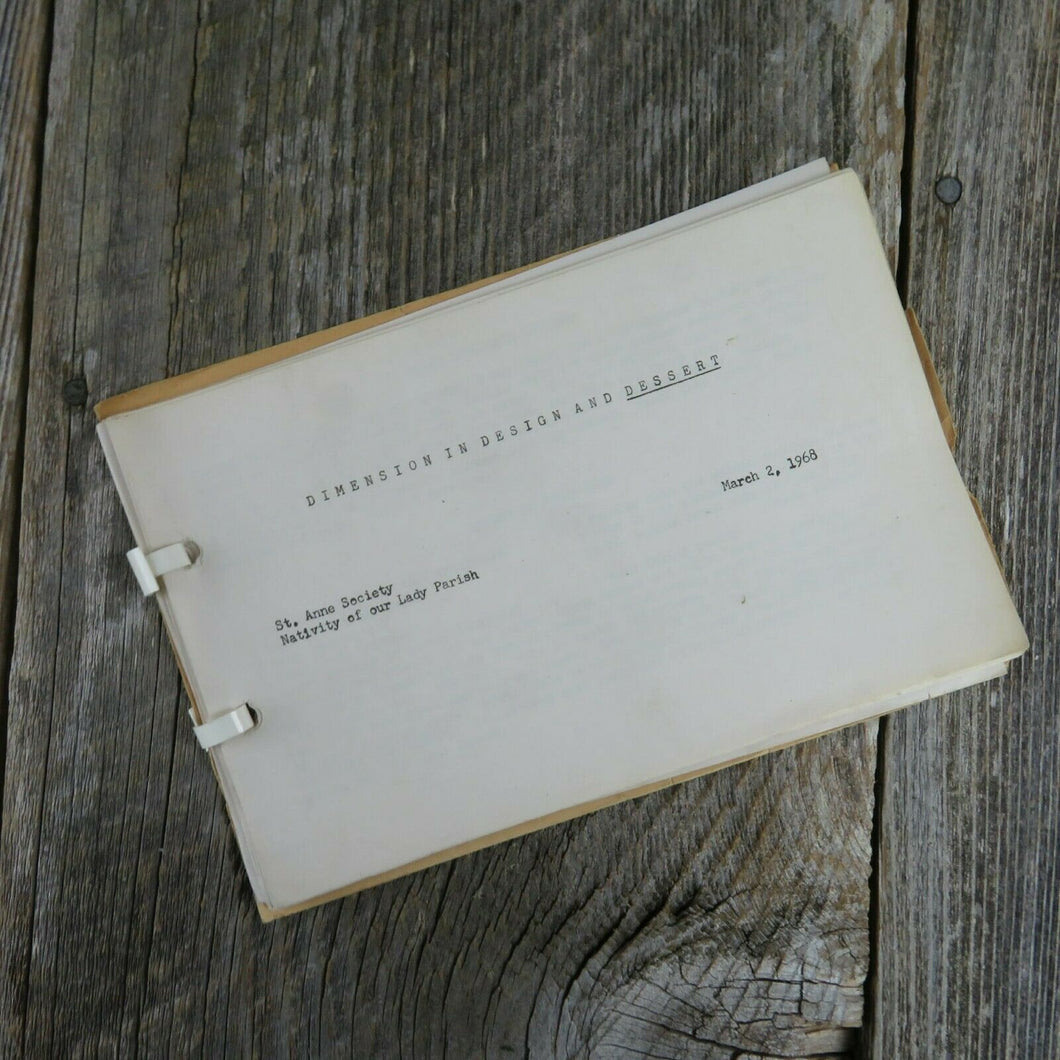 DIMENSION IN DESIGN AND DESSERT
March 2, 1968
St. Anne Society
Nativity of our Lady Parish